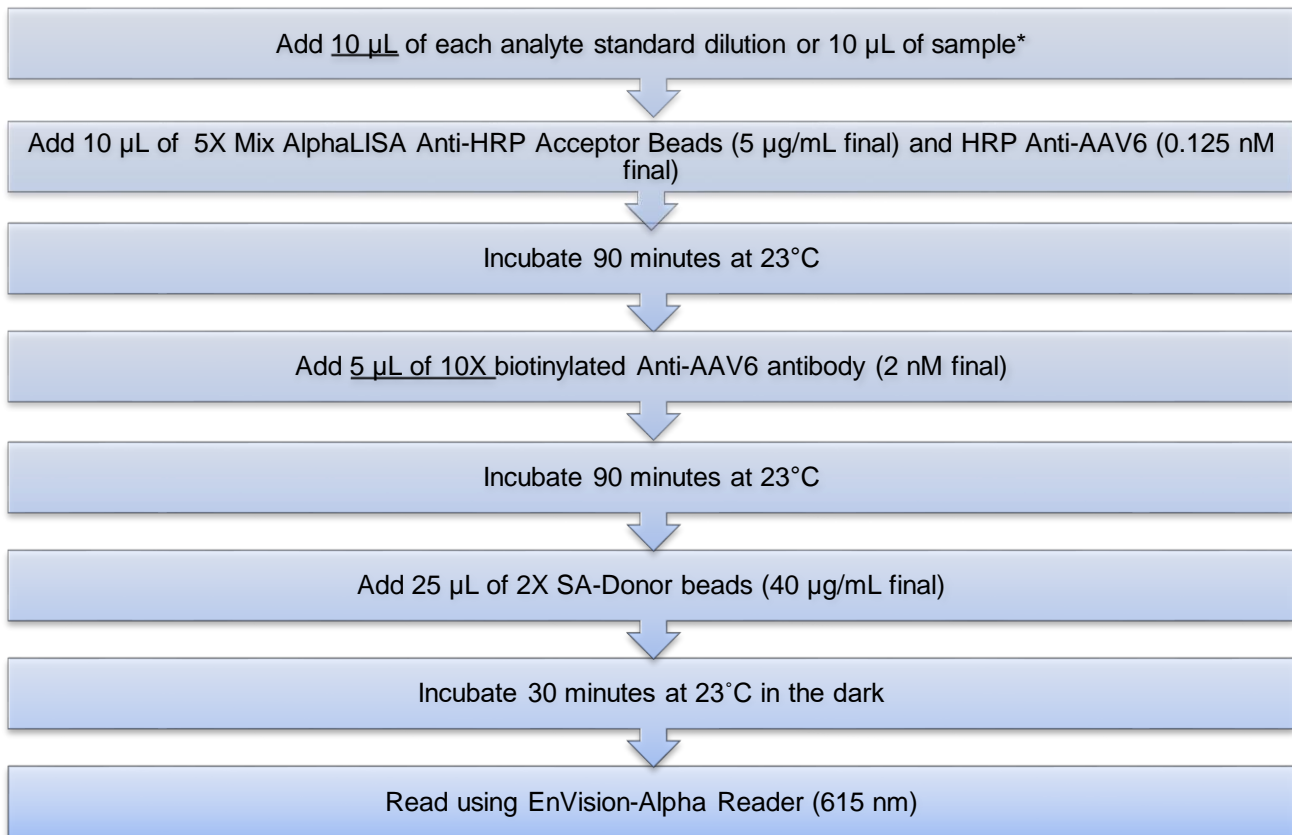 Add 10 µL of each analyte standard dilution or 10 µL of sample*
Add 10 µL of  5X Mix AlphaLISA Anti-HRP Acceptor Beads (5 µg/mL final) and HRP Anti-AAV6 (0.125 nM
final)
Incubate 90 minutes at 23°C
Add 5 µL of 10X biotinylated Anti-AAV6 antibody (2 nM final)
Incubate 90 minutes at 23°C
Add 25 µL of 2X SA-Donor beads (40 µg/mL final)
Incubate 30 minutes at 23˚C in the dark
Read using EnVision-Alpha Reader (615 nm)